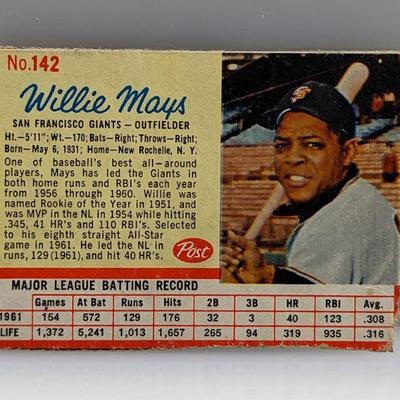 No.142
Willie Mays
SAN FRANCISCO GIANTS — OUTFIELDER
Ht.—5'11"; Wt.—170; Bats—Right; Throws—Right;
Born—May 6, 1931; Home—New Rochelle, N. Y.
One of baseball's best all-around
players, Mays has led the Giants in
both home runs and RBI's each year
from 1956 through 1960. Willie was
named Rookie of the Year in 1951, and
was MVP in the NL in 1954 while hitting
.345, 41 HR's and 110 RBI's. Selected
to his eighth straight All-Star
game in 1961. He led the NL in
runs, 129 (1961), and hit 40 HR's.
Post
MAJOR LEAGUE BATTING RECORD
Games At Bat Runs Hits 2B 3B HR RBI Avg.
1961 154 572 129 176 32 3 40 123 .308
LIFE 1,372 5,241 1,013 1,657 265 94 319 935 .316